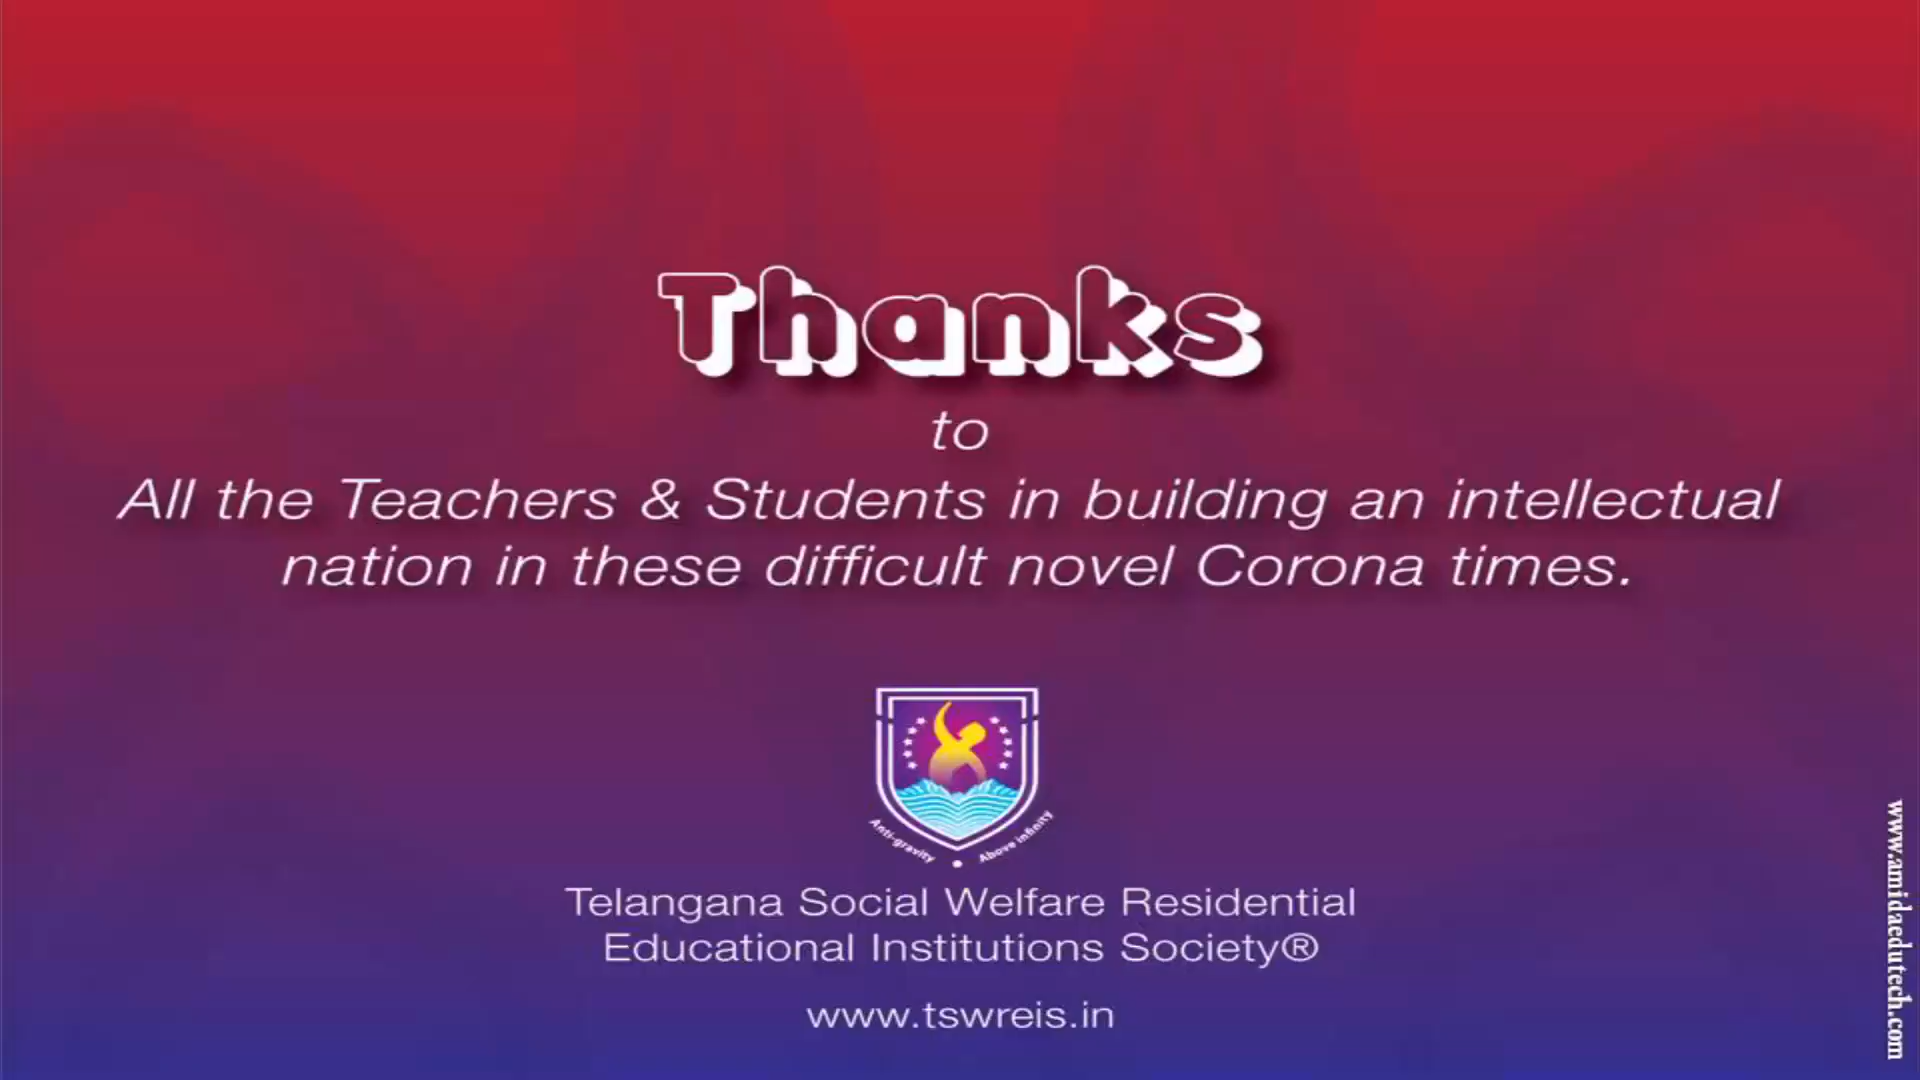 Thanks
to
All the Teachers & Students in building an intellectual
nation in these difficult novel Corona times.
Anti-gravity • Above infinity
Telangana Social Welfare Residential
Educational Institutions Society®
www.tswreis.in
www.amidaedutech.com